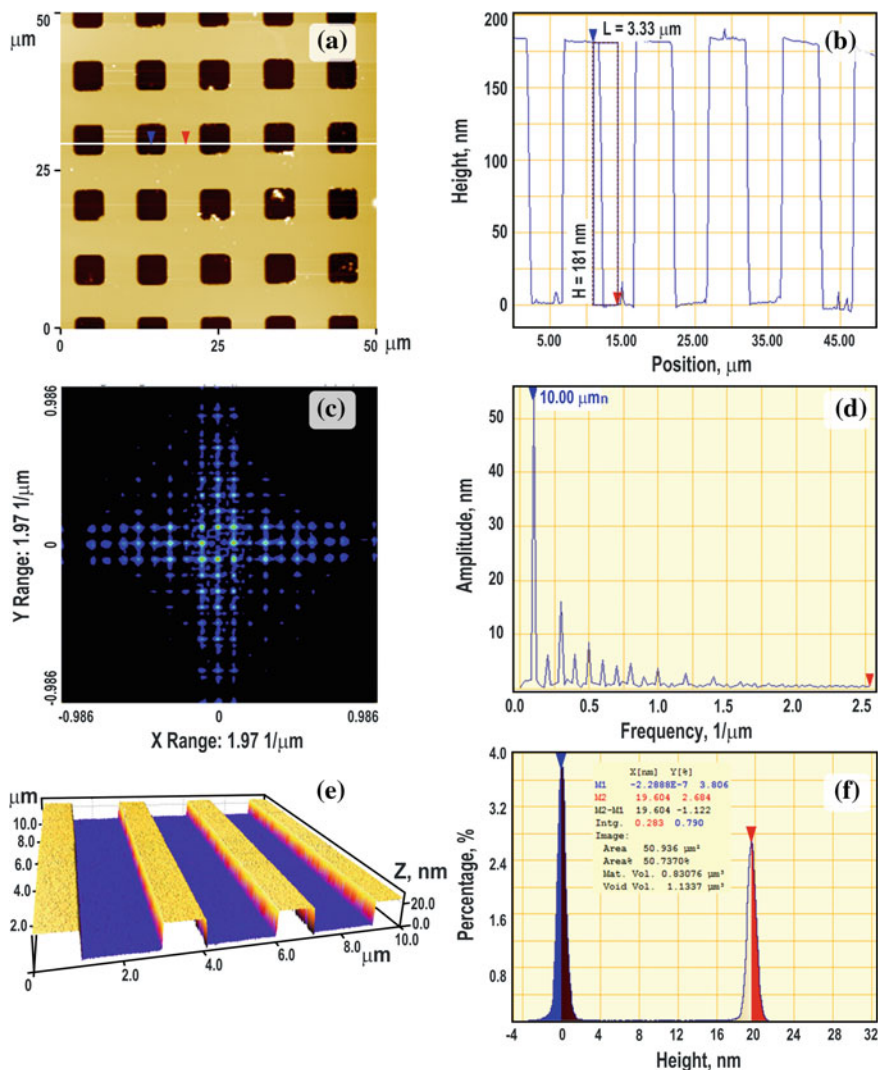 50
μm
25
0
0
25
50
μm
(a)
200
150
100
50
0
Height, nm
L = 3.33 μm
H = 181 nm
(b)
5.00
15.00
25.00
35.00
45.00
Position, μm
0.986
0
-0.986
Y Range: 1.97 1/μm
(c)
-0.986
0
0.986
X Range: 1.97 1/μm
50
40
30
20
10
Amplitude, nm
10.00 μmn
(d)
0.0
0.5
1.0
1.5
2.0
2.5
Frequency, 1/μm
μm
10.0
8.0
6.0
4.0
2.0
0
2.0
4.0
6.0
8.0
10.0
μm
(e)
Z, nm
20.0
0.0
4.0
3.2
2.4
1.6
0.8
Percentage, %
X[nm] Y[%]
M1 -2.2888E-7 3.806
M2 19.604 2.684
M2-M1 19.604 -1.122
Intg. 0.283 0.790
Image:
Area 50.936 μm²
Area% 50.7370%
Mat. Vol. 0.83076 μm³
Void Vol. 1.1337 μm³
(f)
-4
0
4
8
12
16
20
24
28
32
Height, nm